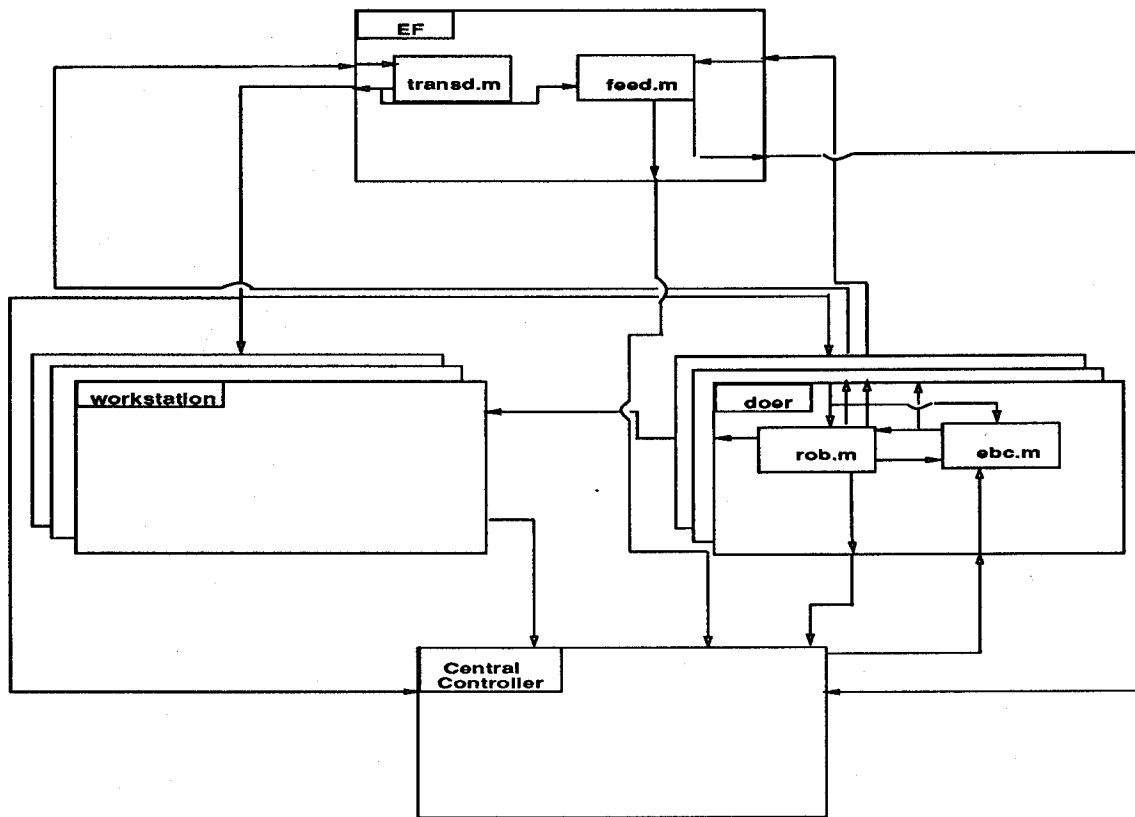 EF
transd.m
feed.m
workstation
doer
rob.m
ebc.m
Central
Controller